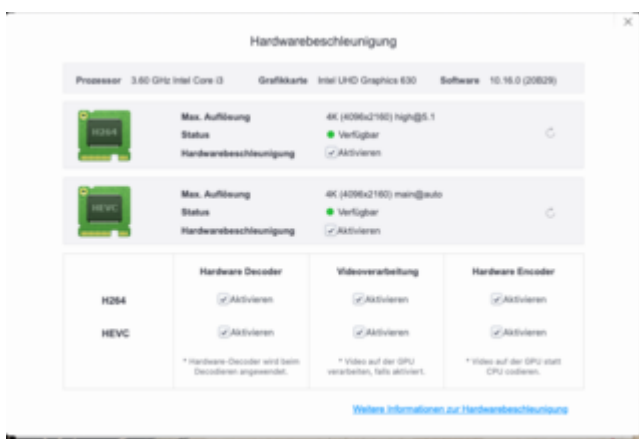 Hardwarebeschleunigung
Prozessor 3.60 GHz Intel Core i3 Grafikkarte Intel UHD Graphics 630 Software 10.16.0 (20B29)
H264
Max. Auflösung 4K (4096x2160) high@5.1
Status Verfügbar
Hardwarebeschleunigung Aktivieren
HEVC
Max. Auflösung 4K (4096x2160) main@auto
Status Verfügbar
Hardwarebeschleunigung Aktivieren
Hardware Decoder Videoverarbeitung Hardware Encoder
H264 Aktivieren Aktivieren Aktivieren
HEVC Aktivieren Aktivieren Aktivieren
* Hardware-Decoder wird beim Decodieren angewendet.
* Video auf der GPU verarbeiten, falls aktiviert.
* Video auf der GPU statt CPU codieren.
Weitere Informationen zur Hardwarebeschleunigung